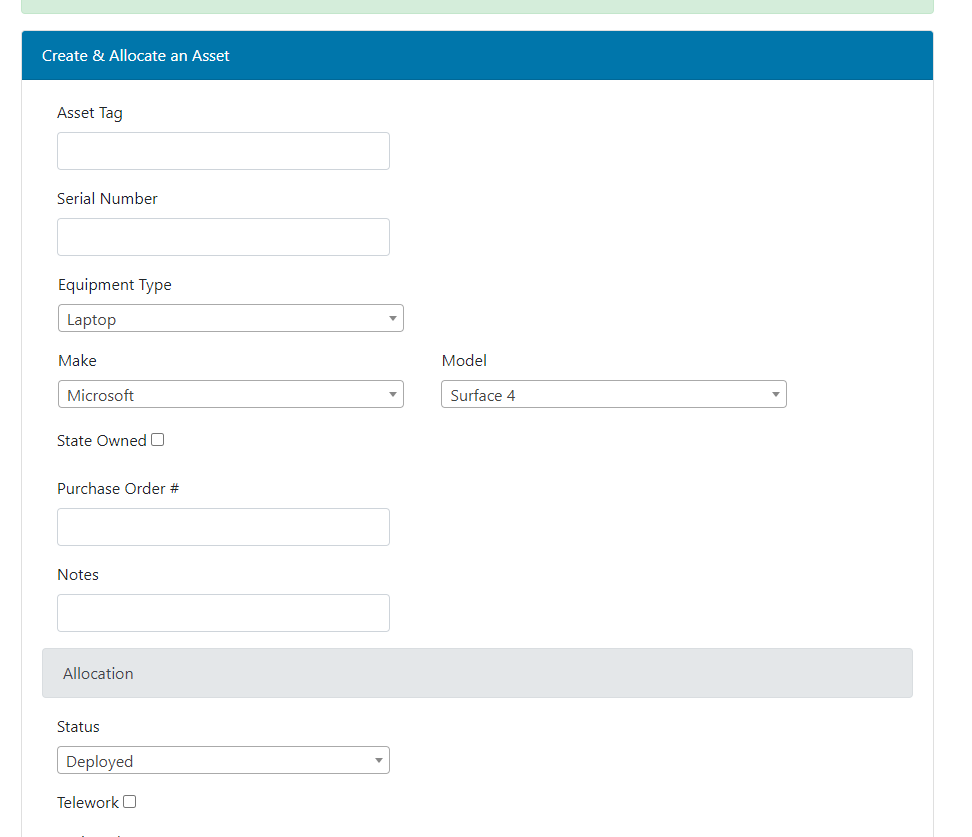 Create & Allocate an Asset
Asset Tag
Serial Number
Equipment Type
Laptop
Make
Model
Microsoft
Surface 4
State Owned
Purchase Order #
Notes
Allocation
Status
Deployed
Telework